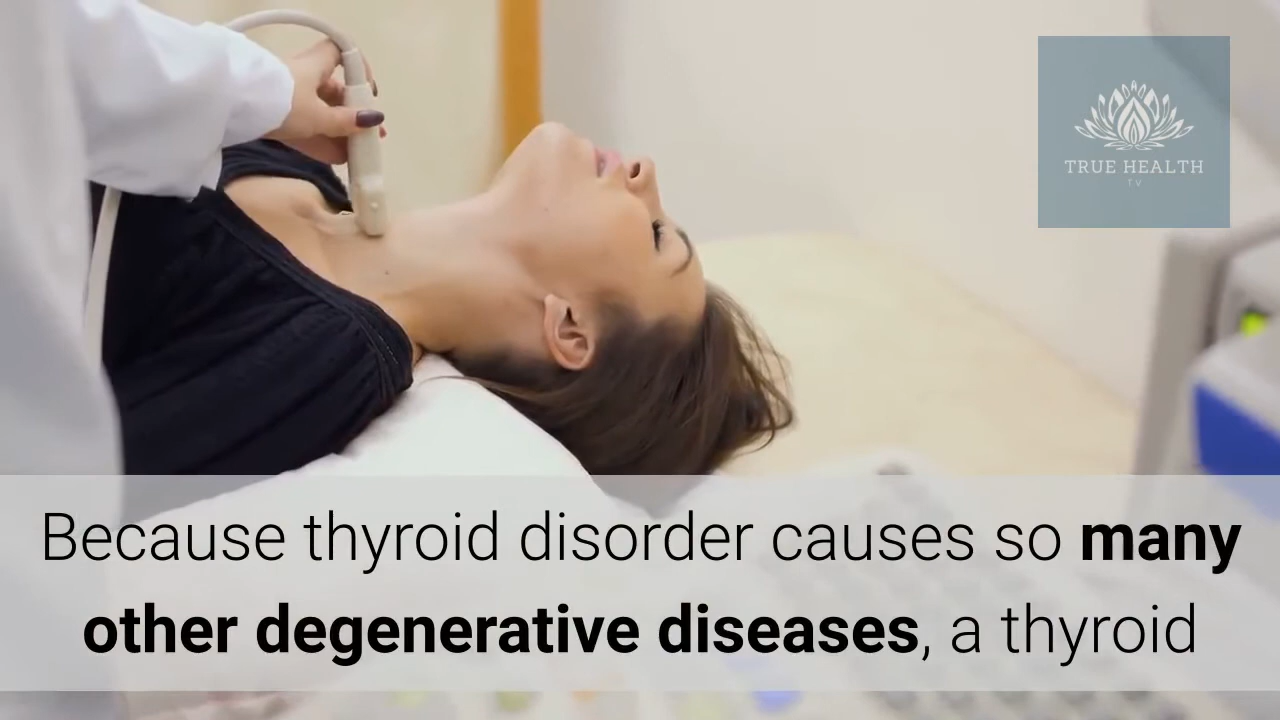 TRUE HEALTH
TV
Because thyroid disorder causes so many
other degenerative diseases, a thyroid